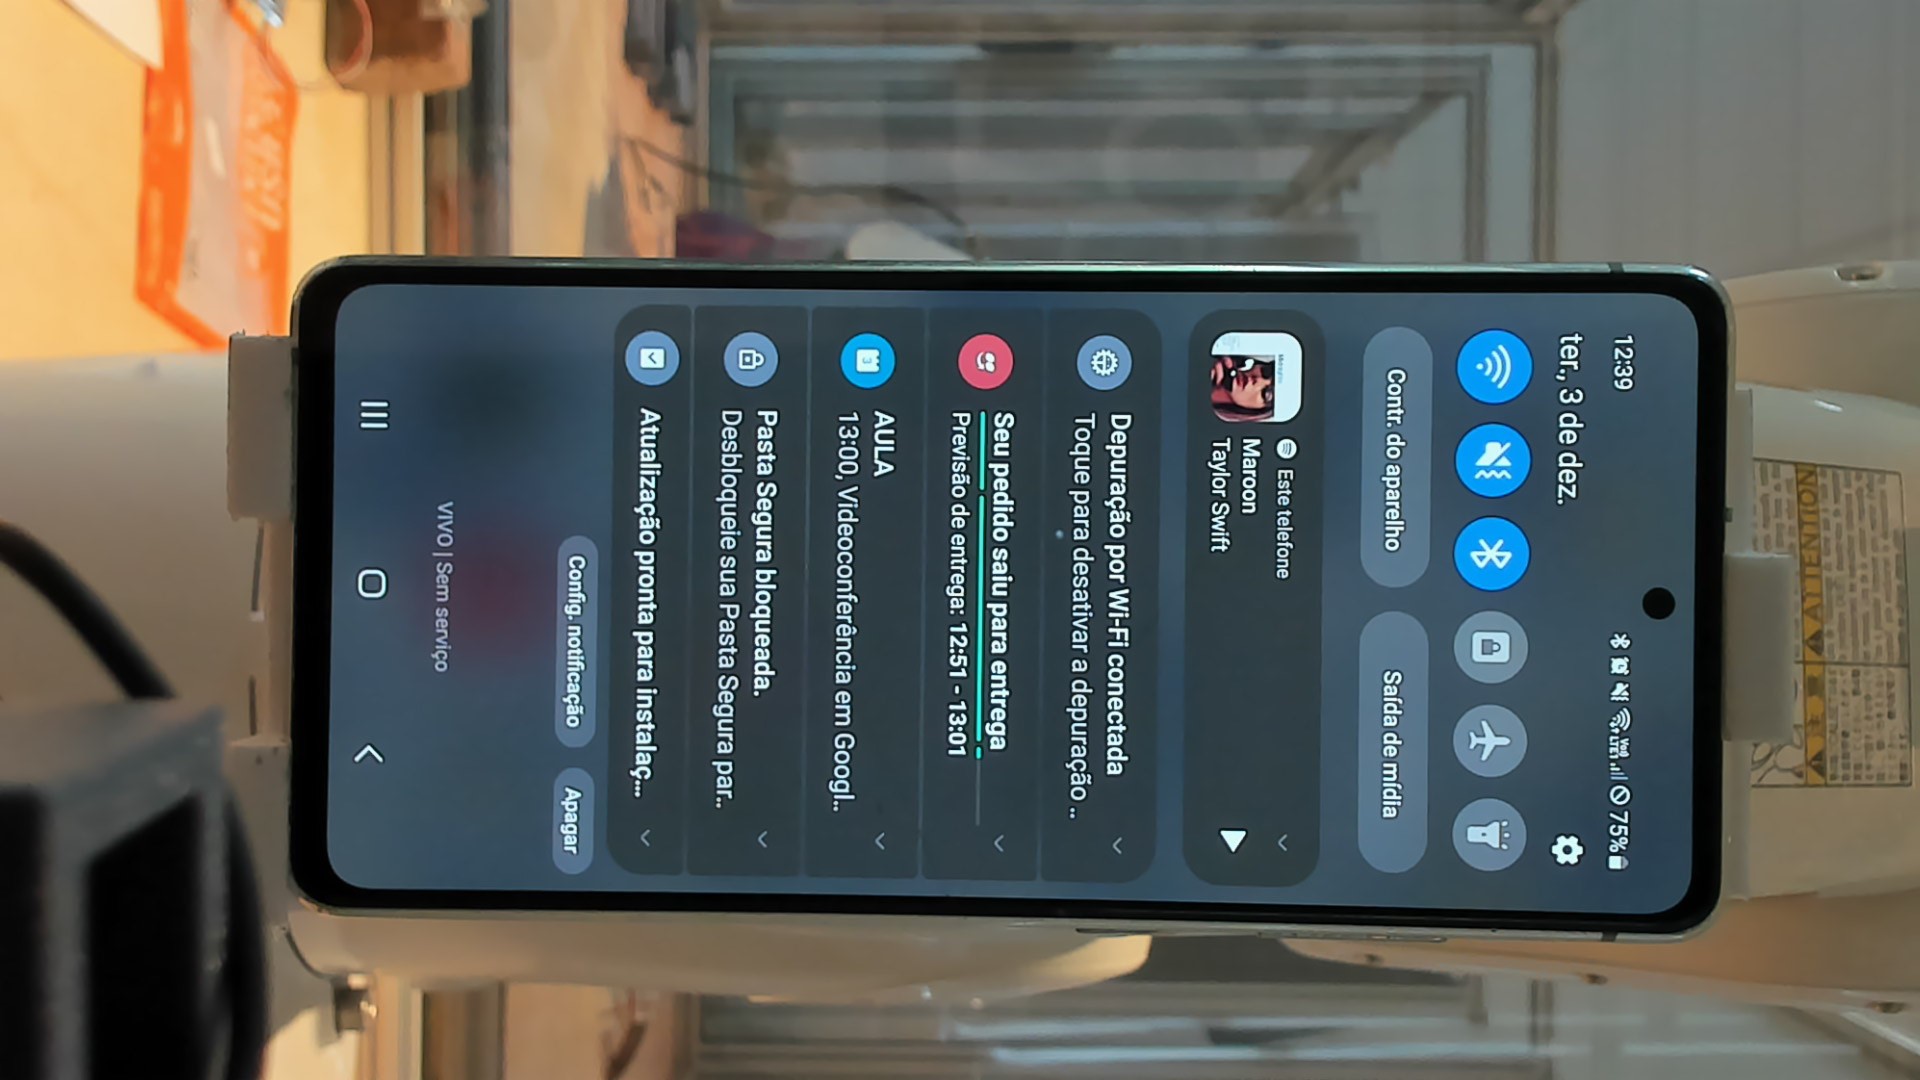 12:39
LTE1
75%
ter., 3 de dez.
Contr. do aparelho
Saída de mídia
Este telefone
Maroon
Taylor Swift
Depuração por Wi-Fi conectada
Toque para desativar a depuração ..
Seu pedido saiu para entrega
Previsão de entrega: 12:51 - 13:01
3
AULA
13:00, Videoconferência em Googl..
Pasta Segura bloqueada.
Desbloqueie sua Pasta Segura par..
Atualização pronta para instalaç...
Config. notificação
Apagar
VIVO | Sem serviço
ATTENTION